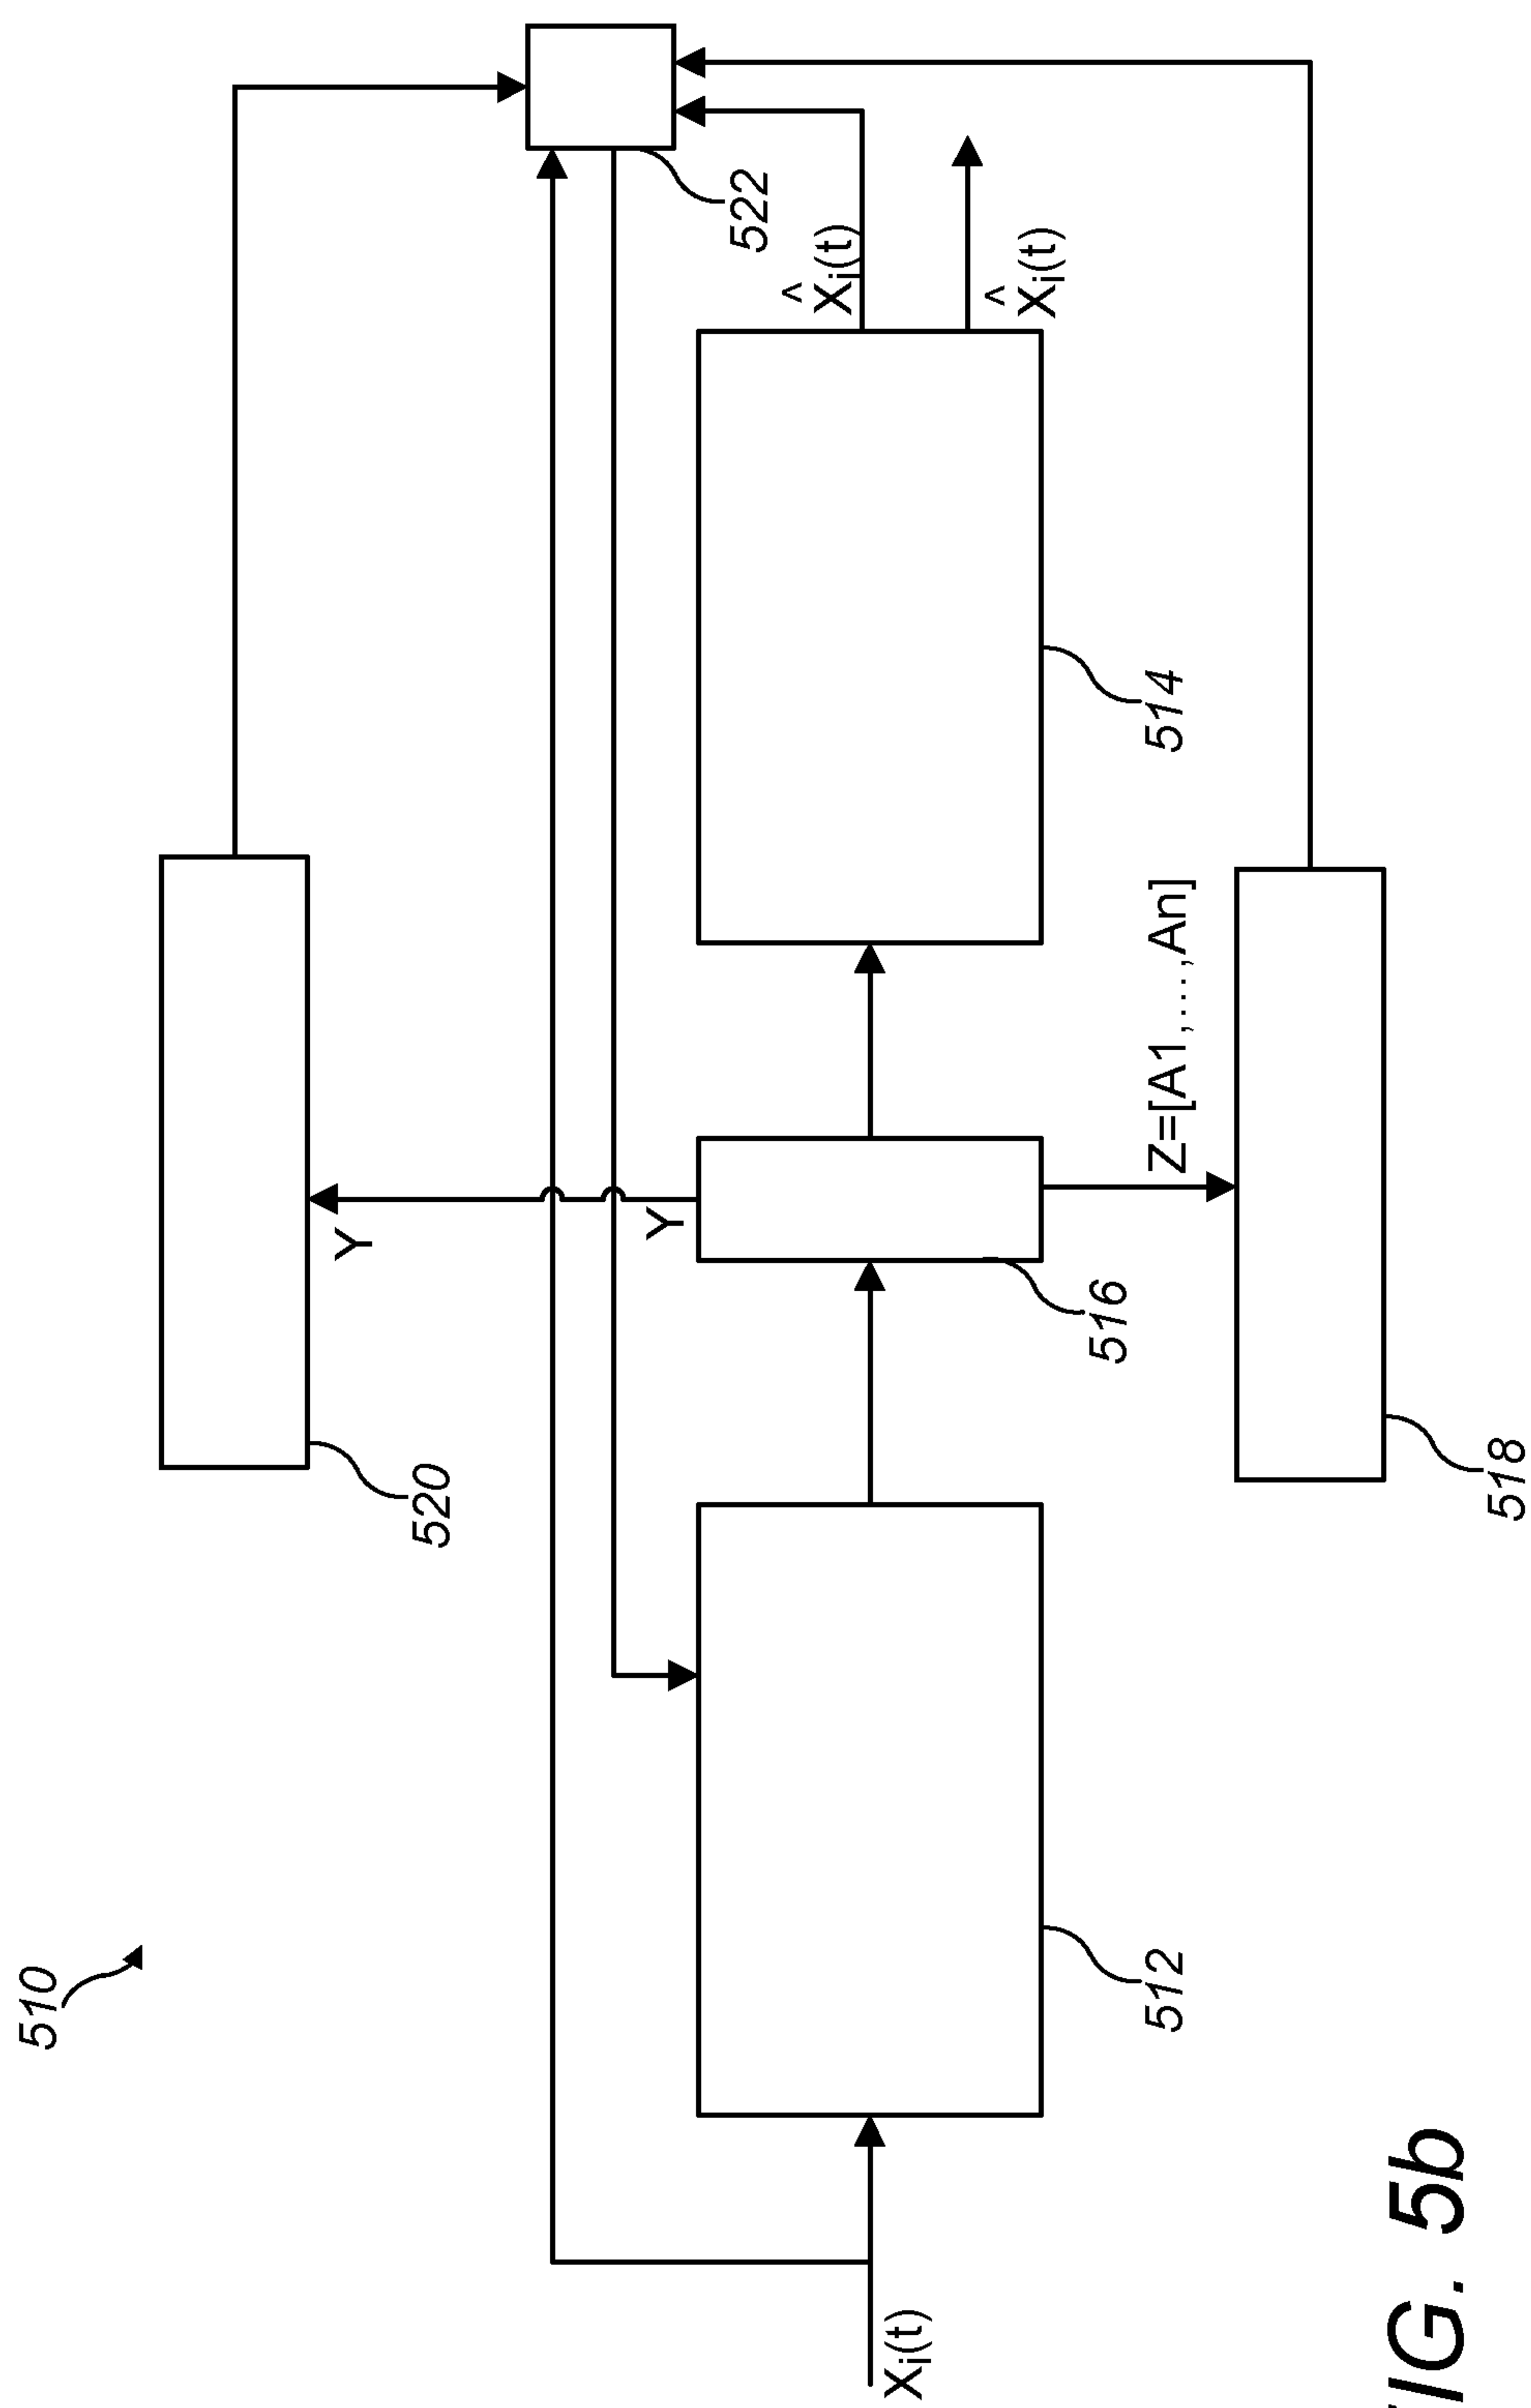 510
520
Y
Y
522
X̂i(t)
X̂i(t)
Xi(t)
512
516
514
Z=[A1,...,An]
518
FIG. 5b